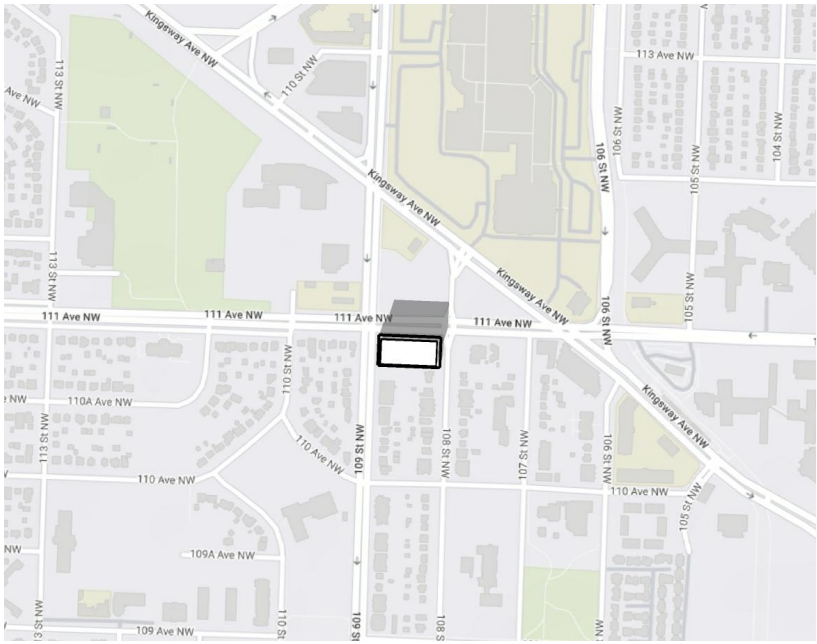 Kingsway Ave NW
113 St NW
110 St NW
Ave NW
113 Ave NW
106 St NW
106 St NW
104 St NW
105 St NW
Kingsway Ave NW
113 St NW
Kingsway Ave NW
106 St NW
105 St NW
111 Ave NW
111 Ave NW
111 Ave NW
111 Ave NW
110 St NW
Kingsway Ave NW
110A Ave NW
113 St NW
109 St NW
110 Ave NW
108 St NW
107 St NW
106 St NW
110 Ave NW
110 Ave NW
105 St NW
NW
109A Ave NW
109 Ave NW
110 St
109 St
108 S